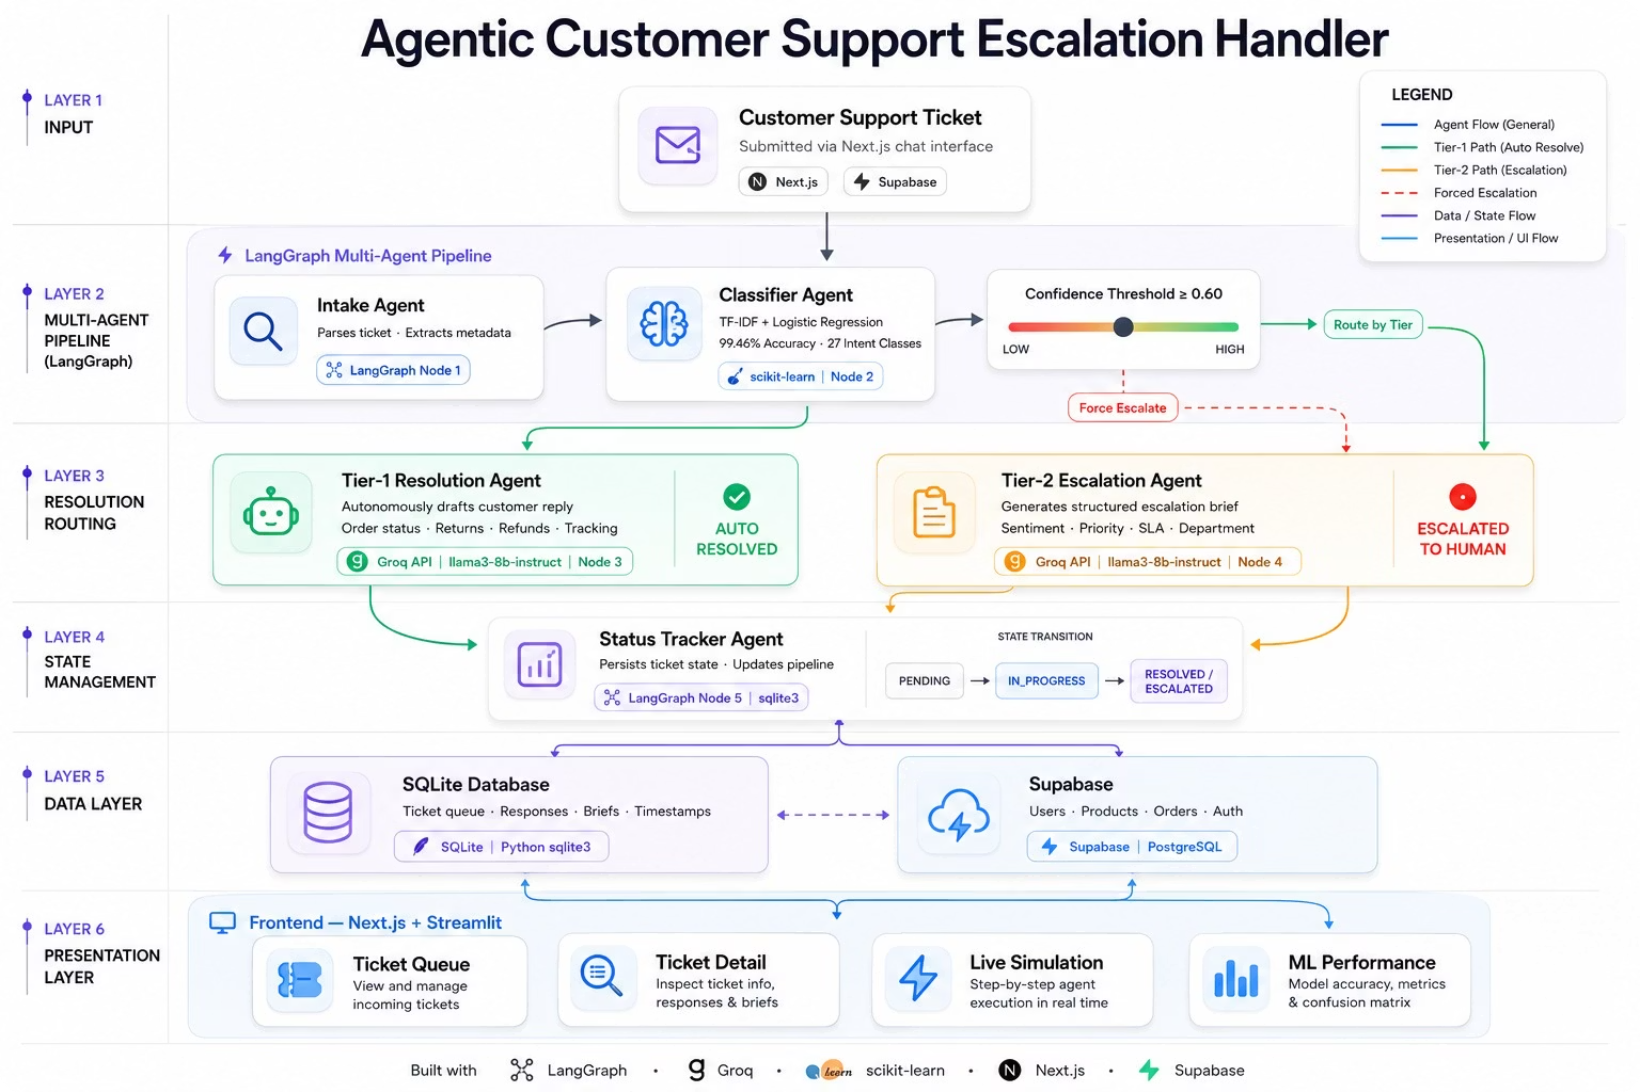 Agentic Customer Support Escalation Handler
LAYER 1
INPUT
Customer Support Ticket
Submitted via Next.js chat interface
Next.js
Supabase
LEGEND
Agent Flow (General)
Tier-1 Path (Auto Resolve)
Tier-2 Path (Escalation)
Forced Escalation
Data / State Flow
Presentation / UI Flow
LAYER 2
MULTI-AGENT
PIPELINE
(LangGraph)
LangGraph Multi-Agent Pipeline
Intake Agent
Parses ticket · Extracts metadata
LangGraph Node 1
Classifier Agent
TF-IDF + Logistic Regression
99.46% Accuracy · 27 Intent Classes
scikit-learn | Node 2
Confidence Threshold ≥ 0.60
LOW
HIGH
Route by Tier
Force Escalate
LAYER 3
RESOLUTION
ROUTING
Tier-1 Resolution Agent
Autonomously drafts customer reply
Order status · Returns · Refunds · Tracking
Groq API | llama3-8b-instruct | Node 3
AUTO
RESOLVED
Tier-2 Escalation Agent
Generates structured escalation brief
Sentiment · Priority · SLA · Department
Groq API | llama3-8b-instruct | Node 4
ESCALATED
TO HUMAN
LAYER 4
STATE
MANAGEMENT
Status Tracker Agent
Persists ticket state · Updates pipeline
LangGraph Node 5 | sqlite3
STATE TRANSITION
PENDING
IN_PROGRESS
RESOLVED /
ESCALATED
LAYER 5
DATA LAYER
SQLite Database
Ticket queue · Responses · Briefs · Timestamps
SQLite | Python sqlite3
Supabase
Users · Products · Orders · Auth
Supabase | PostgreSQL
LAYER 6
PRESENTATION
LAYER
Frontend — Next.js + Streamlit
Ticket Queue
View and manage
incoming tickets
Ticket Detail
Inspect ticket info,
responses & briefs
Live Simulation
Step-by-step agent
execution in real time
ML Performance
Model accuracy, metrics
& confusion matrix
Built with
LangGraph
·
Groq
·
learn
scikit-learn
·
Next.js
·
Supabase